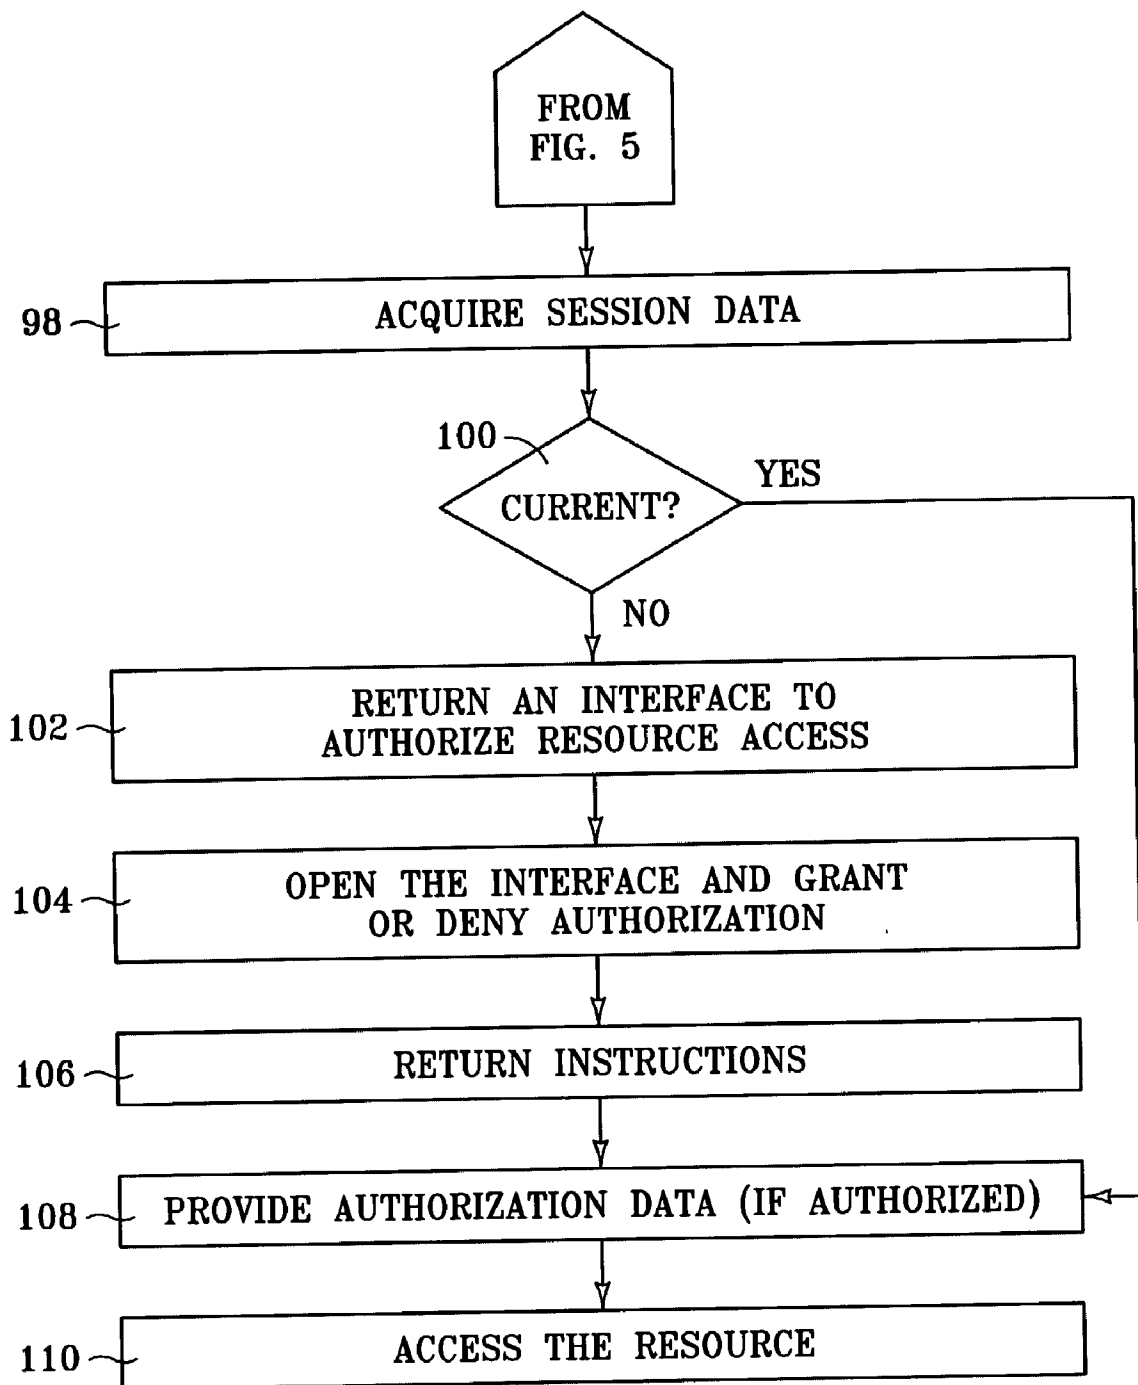 FROM
FIG. 5
98
ACQUIRE SESSION DATA
100
YES
CURRENT?
NO
102
RETURN AN INTERFACE TO
AUTHORIZE RESOURCE ACCESS
104
OPEN THE INTERFACE AND GRANT
OR DENY AUTHORIZATION
106
RETURN INSTRUCTIONS
108
PROVIDE AUTHORIZATION DATA (IF AUTHORIZED)
110
ACCESS THE RESOURCE